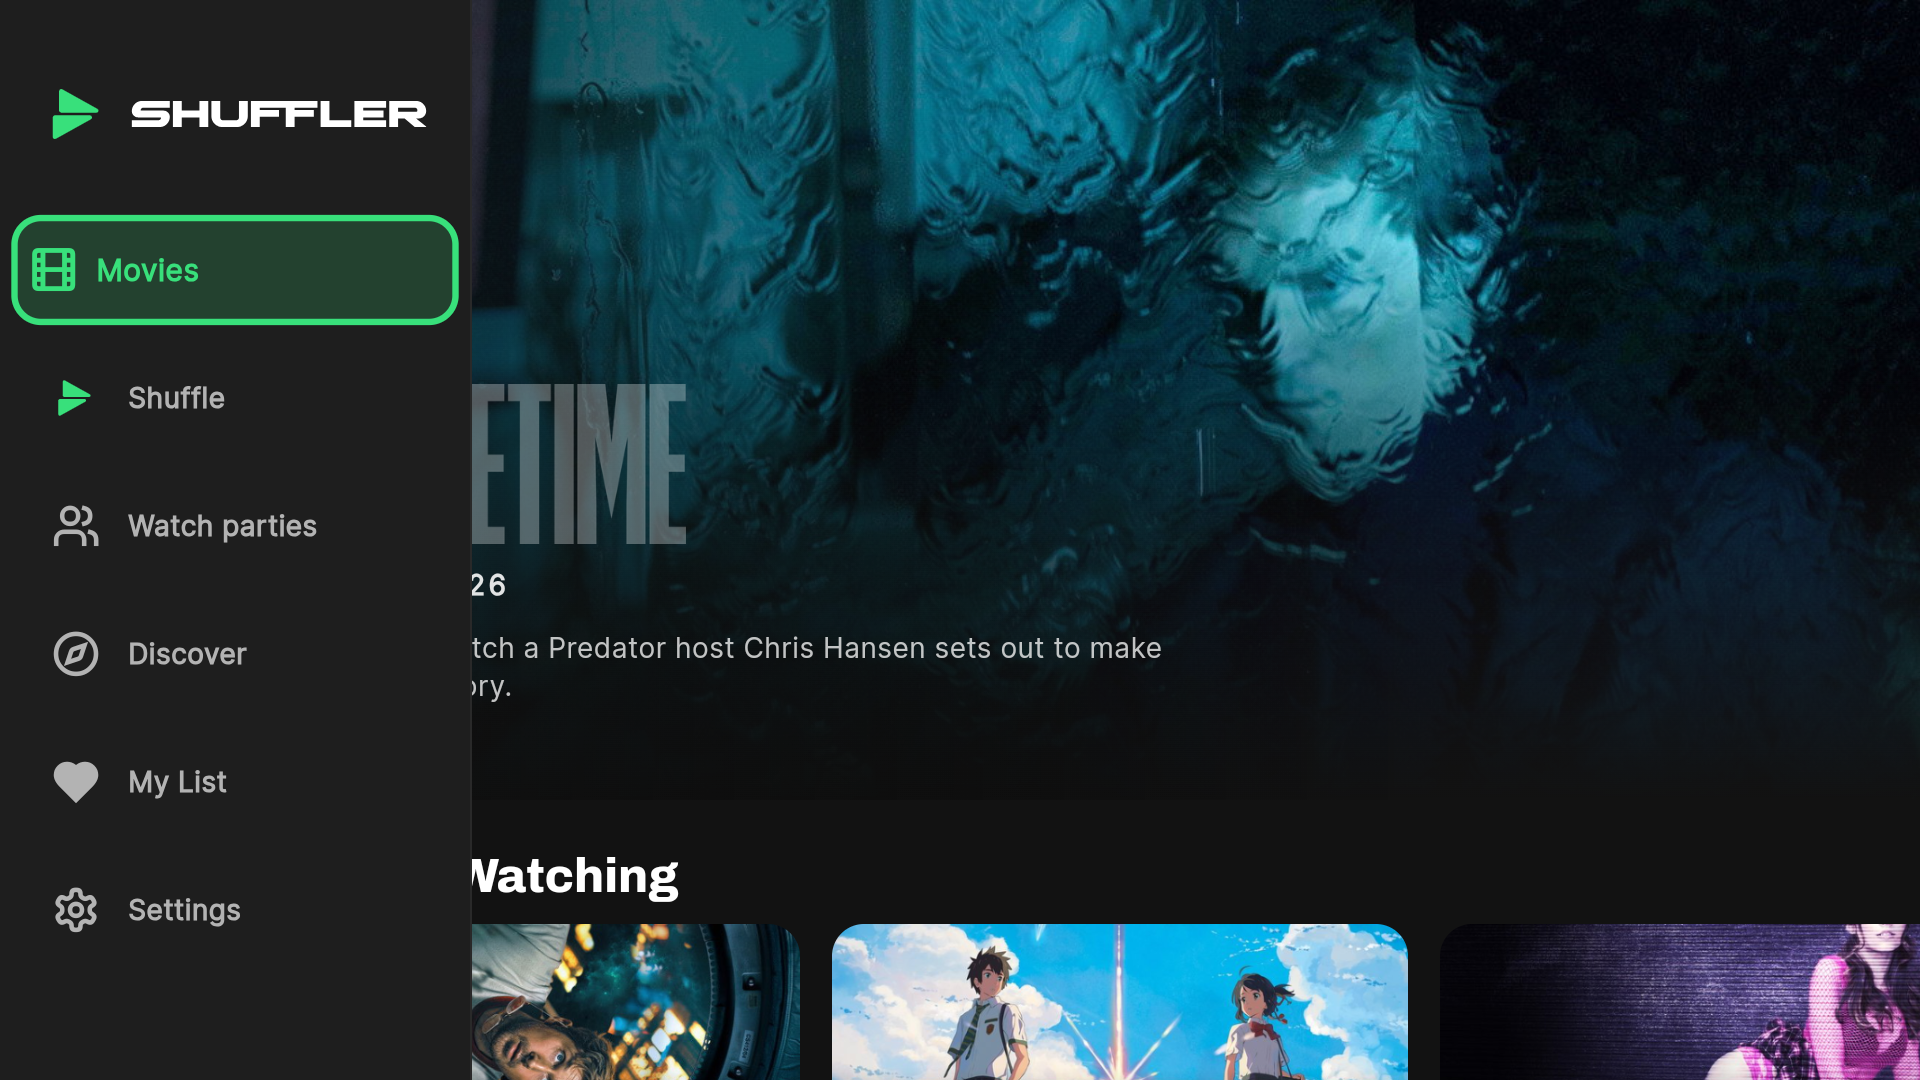 SHUFFLER
Movies
Shuffle
Watch parties
Discover
My List
Settings
ETIME
26
tch a Predator host Chris Hansen sets out to make
ory.
Watching